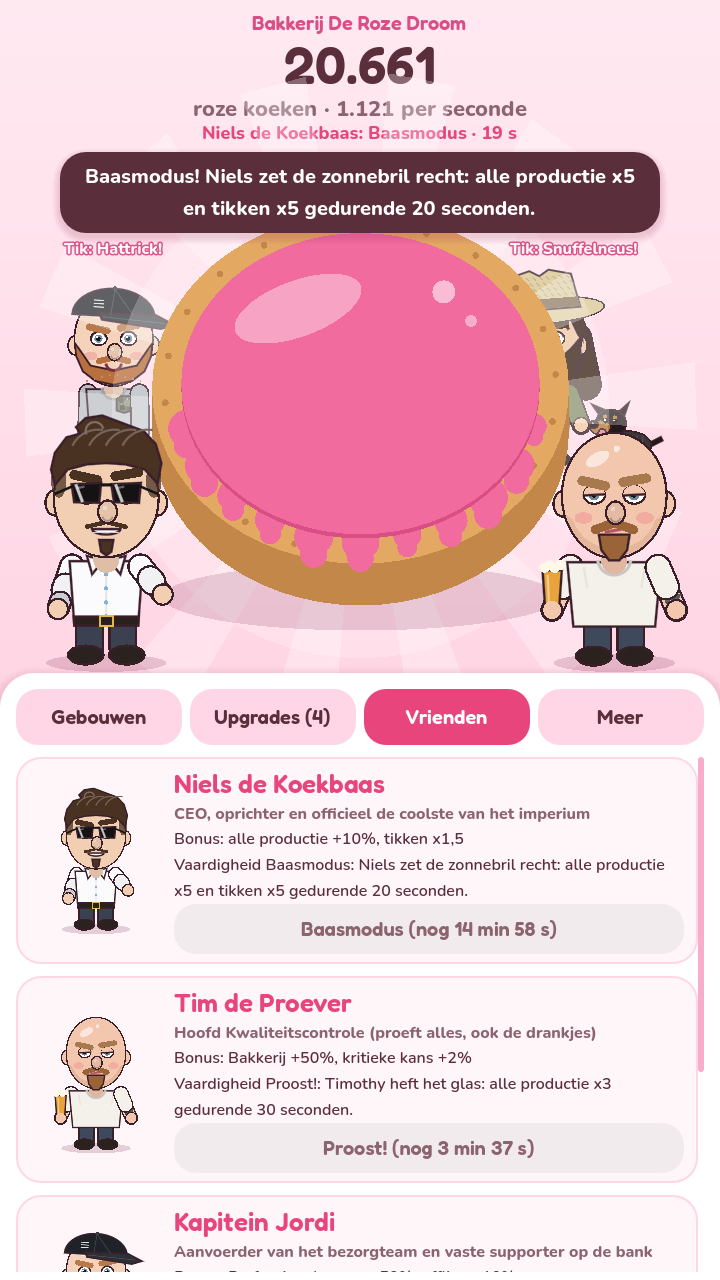 Bakkerij De Roze Droom
20.661
roze koeken · 1.121 per seconde
Niels de Koekbaas: Baasmodus · 19 s
Baasmodus! Niels zet de zonnebril recht: alle productie x5
en tikken x5 gedurende 20 seconden.
Tik: Hattrick!
Tik: Snuffelneus!
Gebouwen
Upgrades (4)
Vrienden
Meer
Niels de Koekbaas
CEO, oprichter en officieel de coolste van het imperium
Bonus: alle productie +10%, tikken x1,5
Vaardigheid Baasmodus: Niels zet de zonnebril recht: alle productie
x5 en tikken x5 gedurende 20 seconden.
Baasmodus (nog 14 min 58 s)
Tim de Proever
Hoofd Kwaliteitscontrole (proeft alles, ook de drankjes)
Bonus: Bakkerij +50%, kritieke kans +2%
Vaardigheid Proost!: Timothy heft het glas: alle productie x3
gedurende 30 seconden.
Proost! (nog 3 min 37 s)
Kapitein Jordi
Aanvoerder van het bezorgteam en vaste supporter op de bank